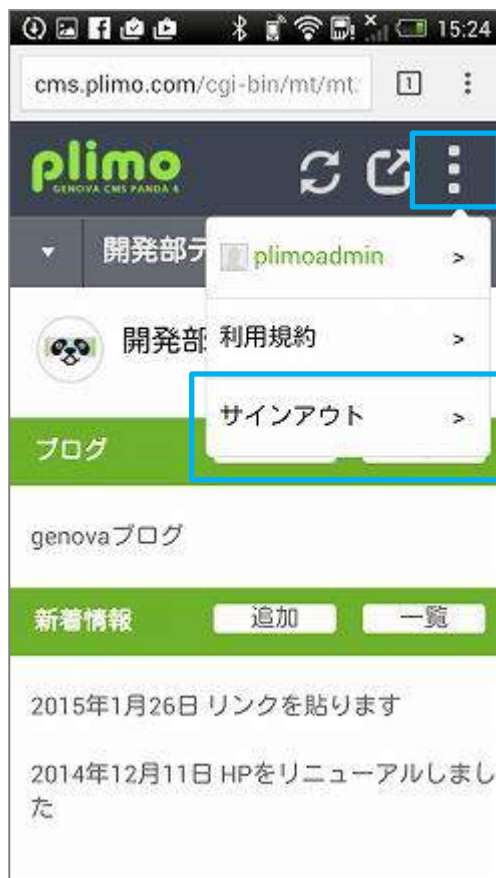 15:24
cms.plimo.com/cgi-bin/mt/mt.
1
plimo
GENOVA CMS PANDA 4
開発部テ
plimoadmin >
開発部
利用規約 >
サインアウト >
ブログ
genovaブログ
新着情報 追加 一覧
2015年1月26日 リンクを貼ります
2014年12月11日 HPをリニューアルしまし
た